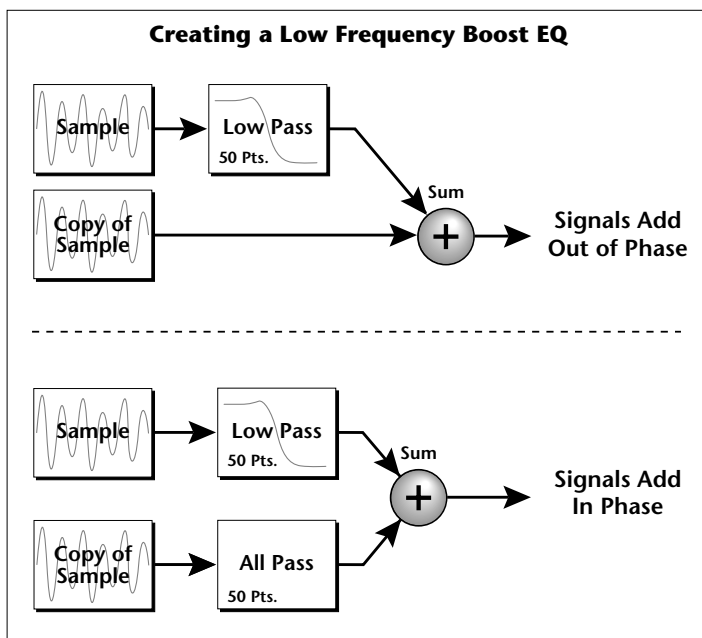 Creating a Low Frequency Boost EQ
Sample
Low Pass
50 Pts.
Sum
+
Copy of
Sample
Signals Add
Out of Phase
Sample
Low Pass
50 Pts.
Sum
+
Signals Add
In Phase
Copy of
Sample
All Pass
50 Pts.